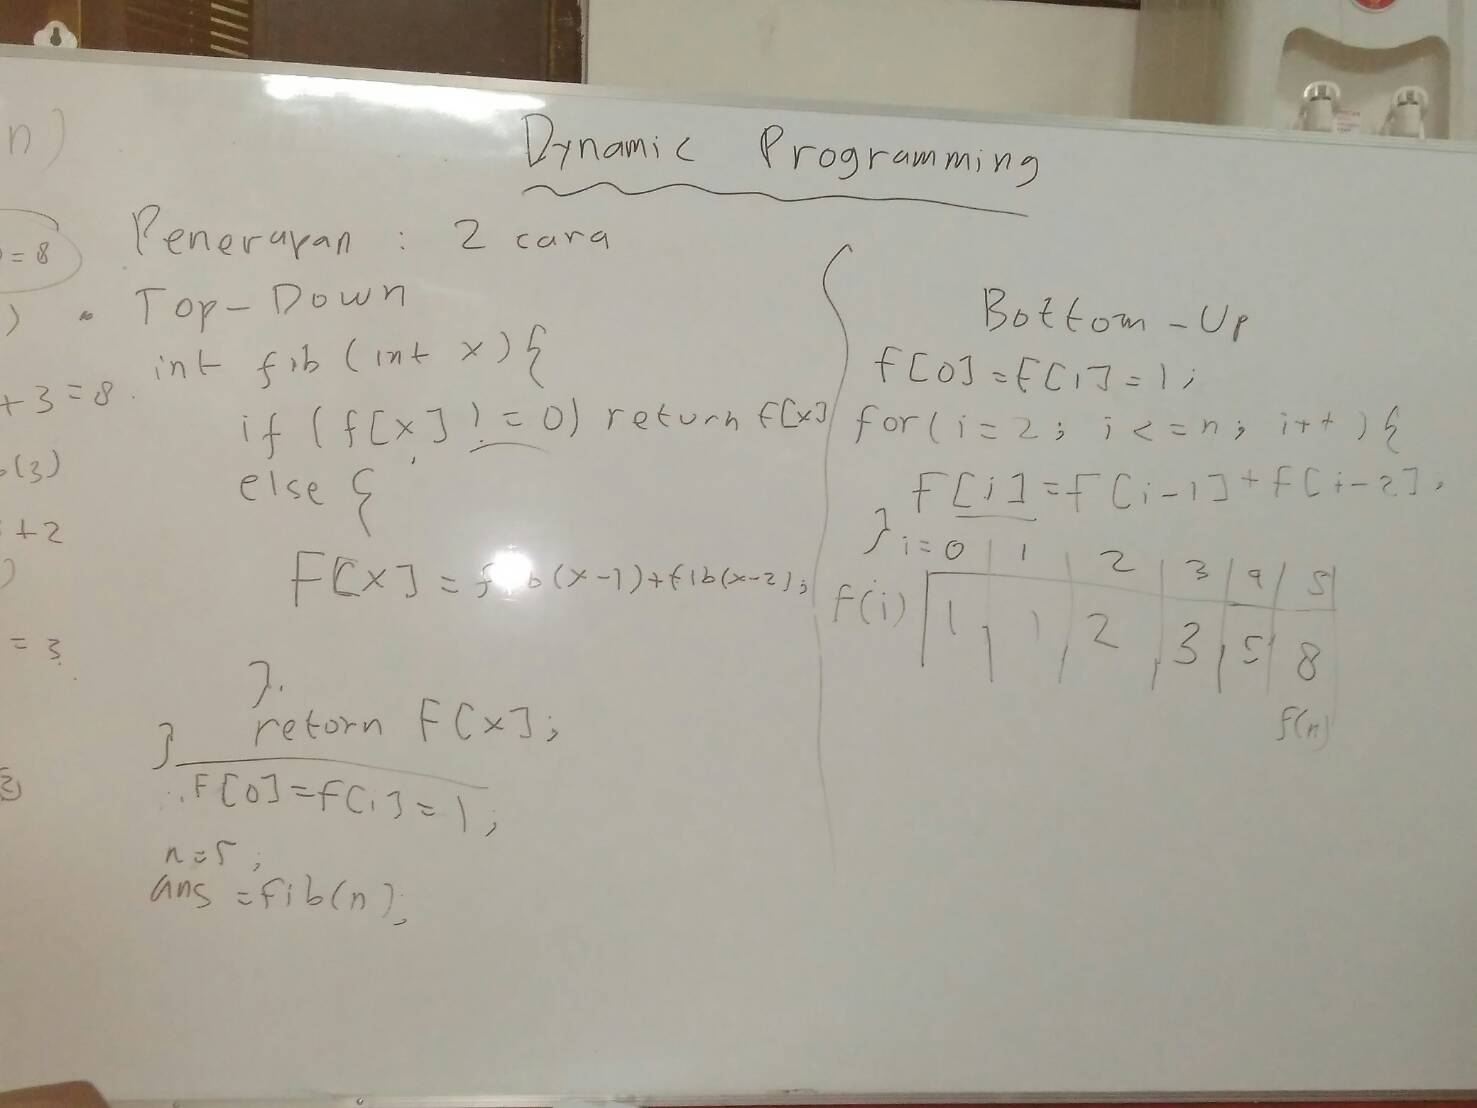 n)
Dynamic Programming
= 8
Penerapan : 2 cara
)
Top-Down
int fib (int x) {
+ 3 = 8
if (f[x] != 0) return f[x]
(3)
else {
+2
)
F[x] = fib(x-1)+fib(x-2);
= 3
}.
return F[x];
}
F[0]=f[1]=1;
n=5;
ans =fib(n);
Bottom-Up
f[0]=f[1]=1;
for(i=2; i<=n; i++){
F[i]=f[i-1]+f[i-2];
}
i=0 1 2 3 4 5
f(i) 1 1 2 3 5 8
f(n)